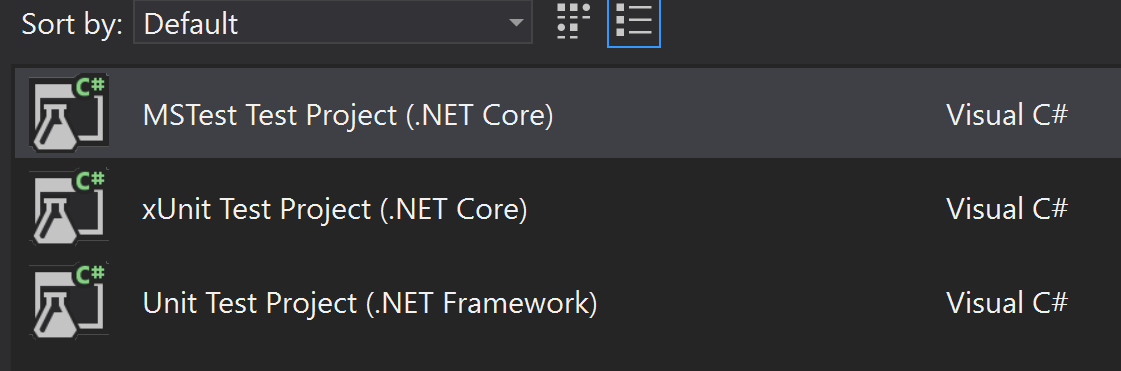 Sort by: Default
C#
MSTest Test Project (.NET Core) Visual C#
C#
xUnit Test Project (.NET Core) Visual C#
C#
Unit Test Project (.NET Framework) Visual C#